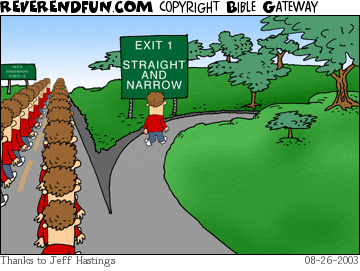 REVERENDFUN.COM COPYRIGHT BIBLE GATEWAY
EXIT 1
STRAIGHT
AND
NARROW
Thanks to Jeff Hastings
08-26-2003